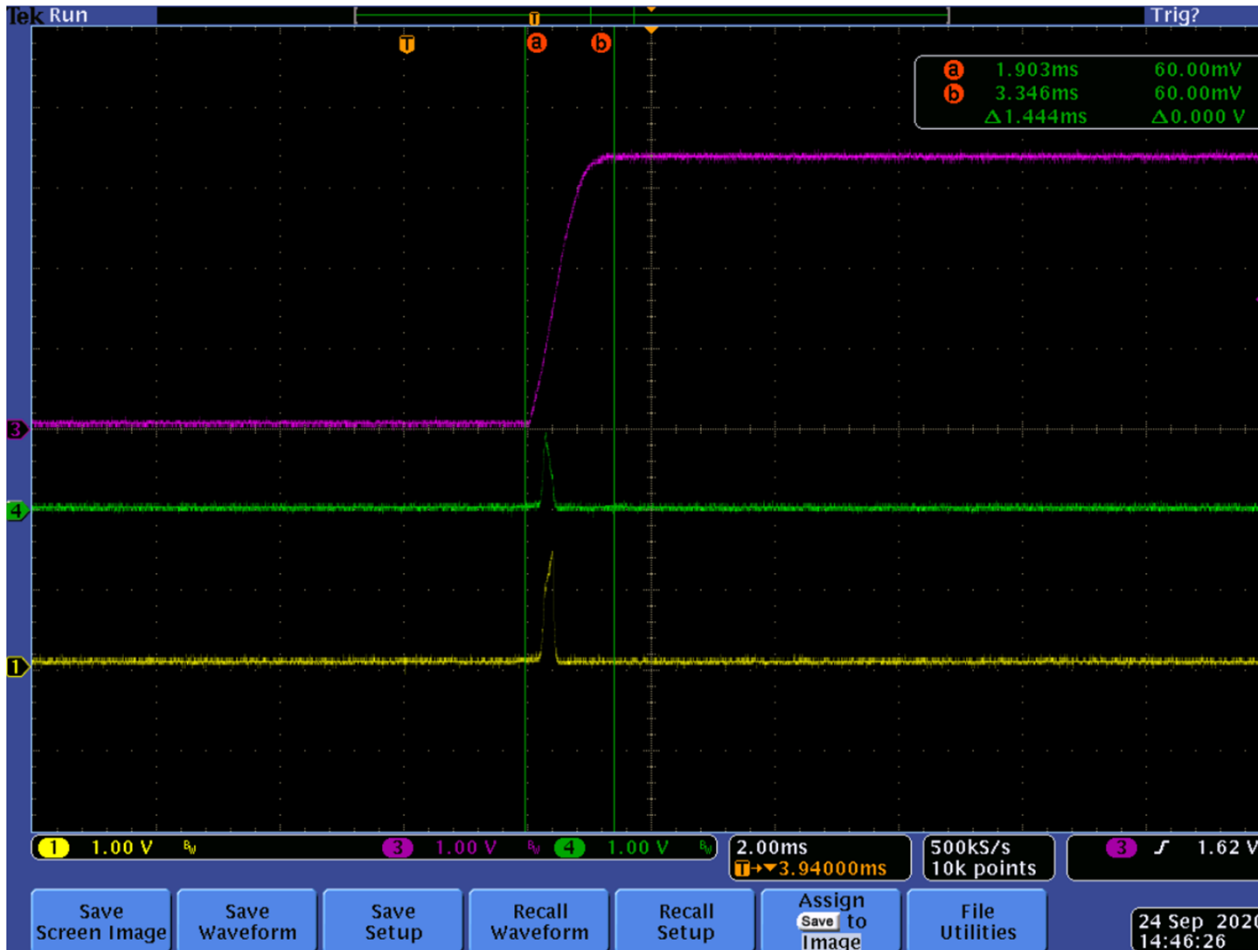 Tek Run Trig?
T
T a b
a 1.903ms 60.00mV
b 3.346ms 60.00mV
Δ1.444ms Δ0.000 V
3
4
1
1 1.00 V BW 3 1.00 V BW 4 1.00 V BW
2.00ms
T→▼3.94000ms
500kS/s
10k points
3 1.62 V
Save
Screen Image
Save
Waveform
Save
Setup
Recall
Waveform
Recall
Setup
Assign
Save to
Image
File
Utilities
24 Sep 2020
14:46:26